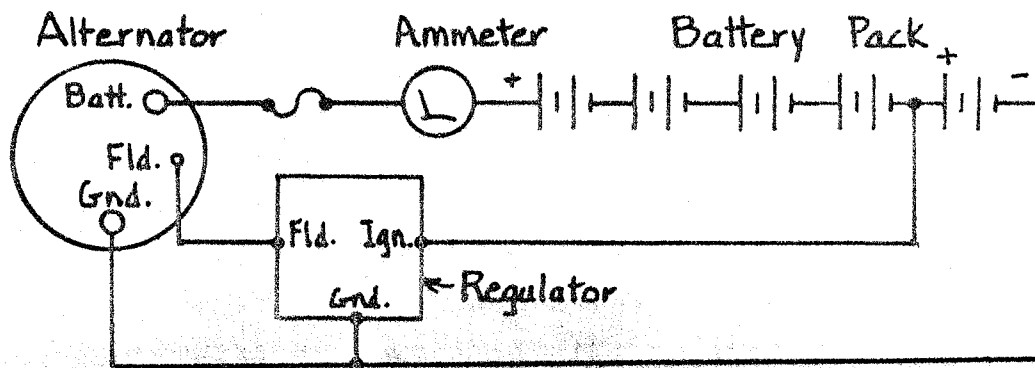 Alternator Ammeter Battery Pack
Batt. + + -
Fld.
Gnd.
Fld. Ign.
Regulator
Gnd.